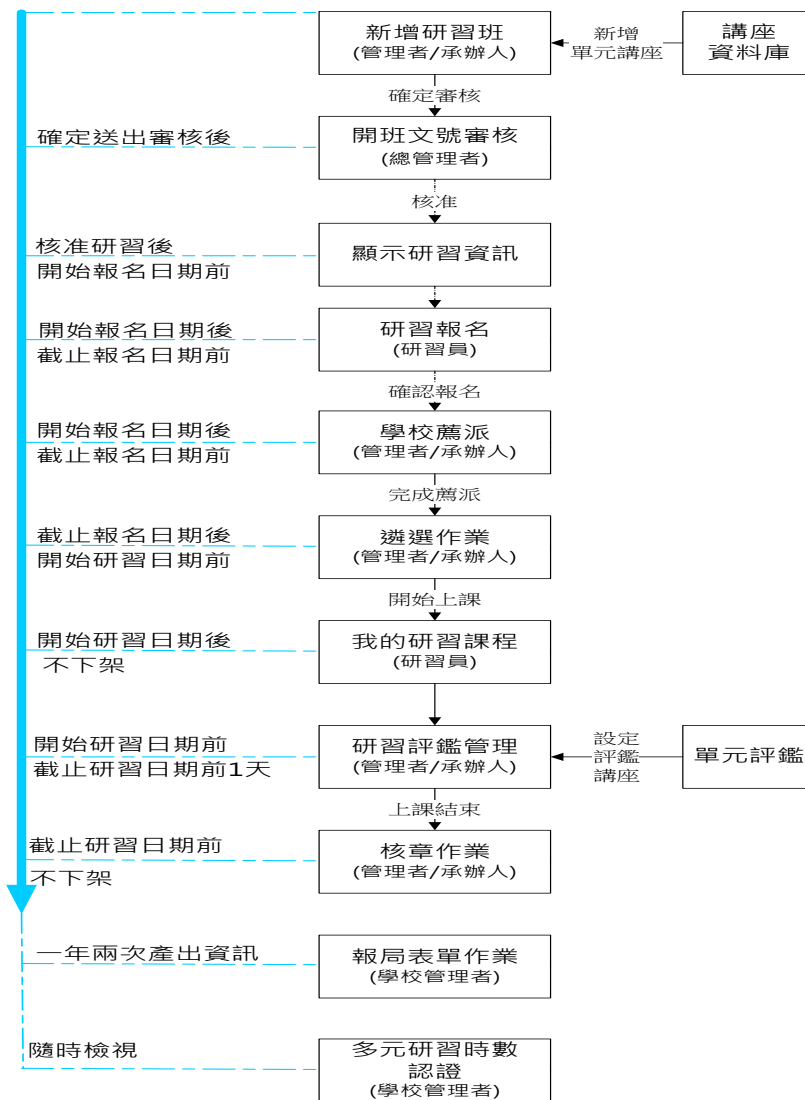 新增研習班
(管理者/承辦人)
新增
單元講座
講座
資料庫
確定審核
確定送出審核後
開班文號審核
(總管理者)
核准
核准研習後
開始報名日期前
顯示研習資訊
開始報名日期後
截止報名日期前
研習報名
(研習員)
確認報名
開始報名日期後
截止報名日期前
學校薦派
(管理者/承辦人)
完成薦派
截止報名日期後
開始研習日期前
遴選作業
(管理者/承辦人)
開始上課
開始研習日期後
不下架
我的研習課程
(研習員)
開始研習日期前
截止研習日期前1天
研習評鑑管理
(管理者/承辦人)
設定
評鑑
講座
單元評鑑
上課結束
截止研習日期前
不下架
核章作業
(管理者/承辦人)
一年兩次產出資訊
報局表單作業
(學校管理者)
隨時檢視
多元研習時數
認證
(學校管理者)